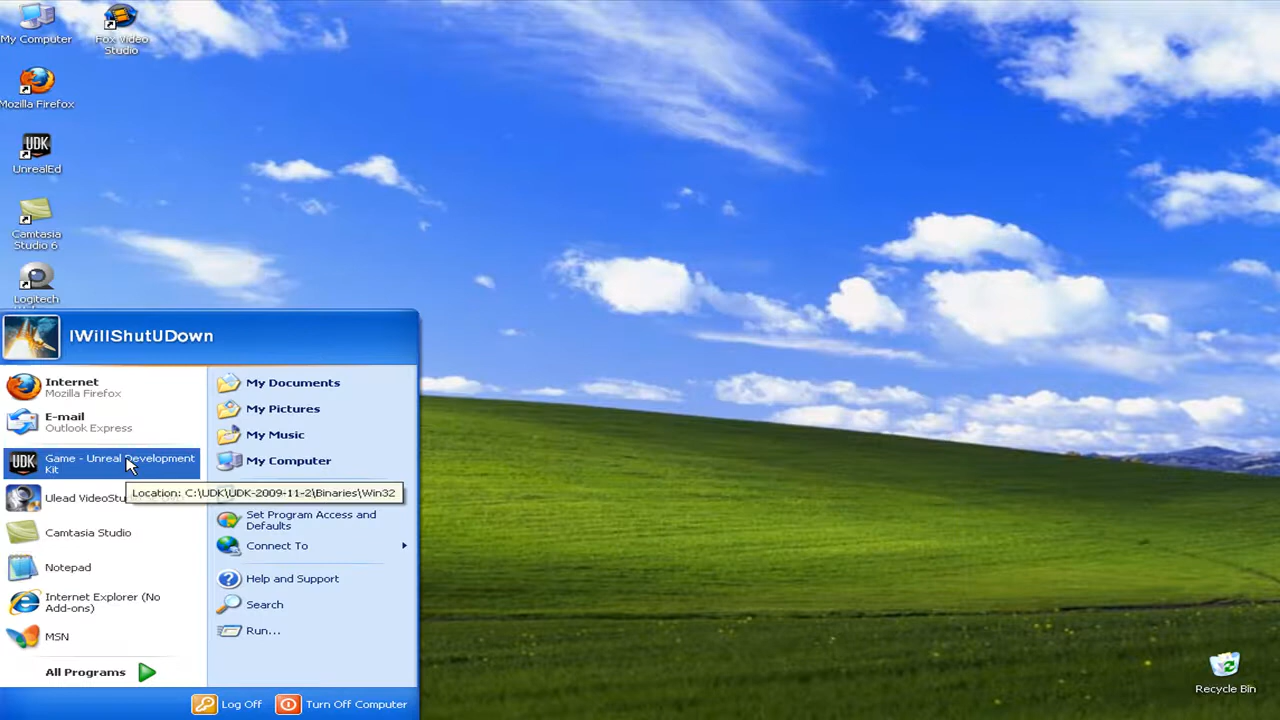 My Computer
Fox Video
Studio
Mozilla Firefox
UDK
UnrealEd
Camtasia
Studio 6
Logitech
IWillShutUDown
Internet
Mozilla Firefox
E-mail
Outlook Express
UDK
Game - Unreal Development
Kit
Location: C:\UDK\UDK-2009-11-2\Binaries\Win32
Ulead VideoStu
Camtasia Studio
Notepad
Internet Explorer (No
Add-ons)
MSN
All Programs
My Documents
My Pictures
My Music
My Computer
Set Program Access and
Defaults
Connect To
Help and Support
Search
Run...
Log Off
Turn Off Computer
Recycle Bin